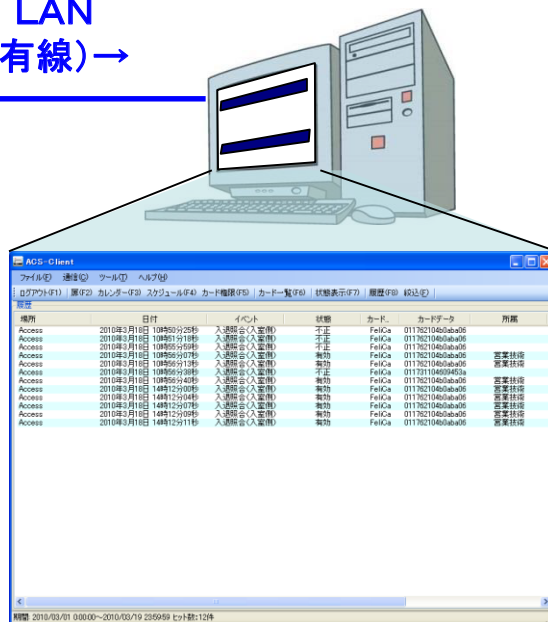 LAN
有線）→
ACS-Client
ファイル(F) 通信(C) ツール(T) ヘルプ(H)
ログアウト(F1) 扉(F2) カレンダー(F3) スケジュール(F4) カード権限(F5) カード一覧(F6) 状態表示(F7) 履歴(F8) 絞込(E)
履歴
場所 日付 イベント 状態 カード.. カードデータ 所属
Access 2010年3月18日 10時50分25秒 入退照合(入室側) 不正 FeliCa 011762104b0aba06
Access 2010年3月18日 10時51分18秒 入退照合(入室側) 不正 FeliCa 011762104b0aba06
Access 2010年3月18日 10時55分59秒 入退照合(入室側) 不正 FeliCa 011762104b0aba06
Access 2010年3月18日 10時56分07秒 入退照合(入室側) 有効 FeliCa 011762104b0aba06 営業技術
Access 2010年3月18日 10時56分13秒 入退照合(入室側) 有効 FeliCa 011762104b0aba06 営業技術
Access 2010年3月18日 10時56分38秒 入退照合(入室側) 不正 FeliCa 0117731104609453a
Access 2010年3月18日 10時56分40秒 入退照合(入室側) 有効 FeliCa 011762104b0aba06 営業技術
Access 2010年3月18日 14時12分00秒 入退照合(入室側) 有効 FeliCa 011762104b0aba06 営業技術
Access 2010年3月18日 14時12分04秒 入退照合(入室側) 有効 FeliCa 011762104b0aba06 営業技術
Access 2010年3月18日 14時12分07秒 入退照合(入室側) 有効 FeliCa 011762104b0aba06 営業技術
Access 2010年3月18日 14時12分09秒 入退照合(入室側) 有効 FeliCa 011762104b0aba06 営業技術
Access 2010年3月18日 14時12分11秒 入退照合(入室側) 有効 FeliCa 011762104b0aba06 営業技術
期間: 2010/03/01 0:00:00～2010/03/19 23:59:59 ヒット数:12件